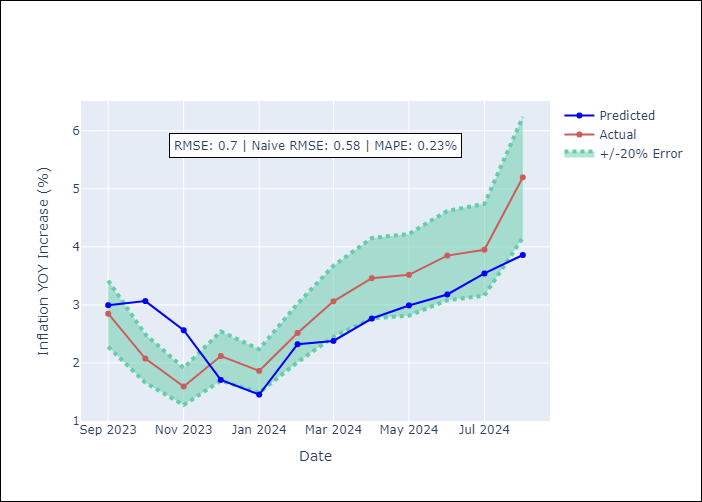 Predicted
Actual
+/-20% Error
RMSE: 0.7 | Naive RMSE: 0.58 | MAPE: 0.23%
Inflation YOY Increase (%)
6
5
4
3
2
1
Sep 2023
Nov 2023
Jan 2024
Mar 2024
May 2024
Jul 2024
Date